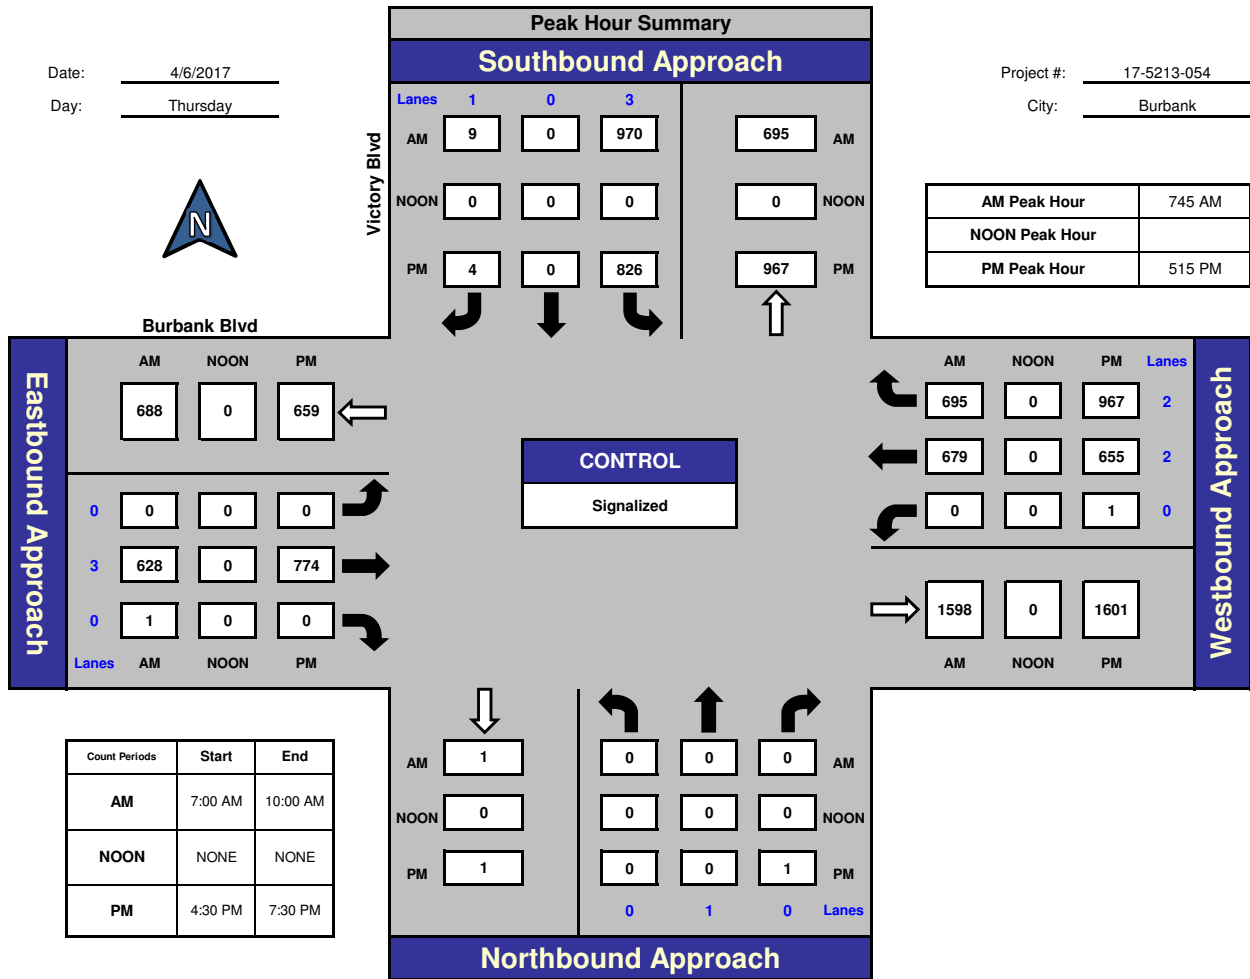 Peak Hour Summary
Southbound Approach
Date: 4/6/2017
Day: Thursday
Project #: 17-5213-054
City: Burbank
Lanes 1 0 3
AM 9 0 970 695 AM
NOON 0 0 0 0 NOON
PM 4 0 826 967 PM
Victory Blvd
N
AM Peak Hour 745 AM
NOON Peak Hour
PM Peak Hour 515 PM
Burbank Blvd
Eastbound Approach
AM NOON PM
688 0 659
0 0 0 0
3 628 0 774
0 1 0 0
Lanes AM NOON PM
CONTROL
Signalized
AM NOON PM Lanes
695 0 967 2
679 0 655 2
0 0 1 0
1598 0 1601
AM NOON PM
Westbound Approach
Count Periods Start End
AM 7:00 AM 10:00 AM
NOON NONE NONE
PM 4:30 PM 7:30 PM
AM 1 0 0 0 AM
NOON 0 0 0 0 NOON
PM 1 0 0 1 PM
0 1 0 Lanes
Northbound Approach